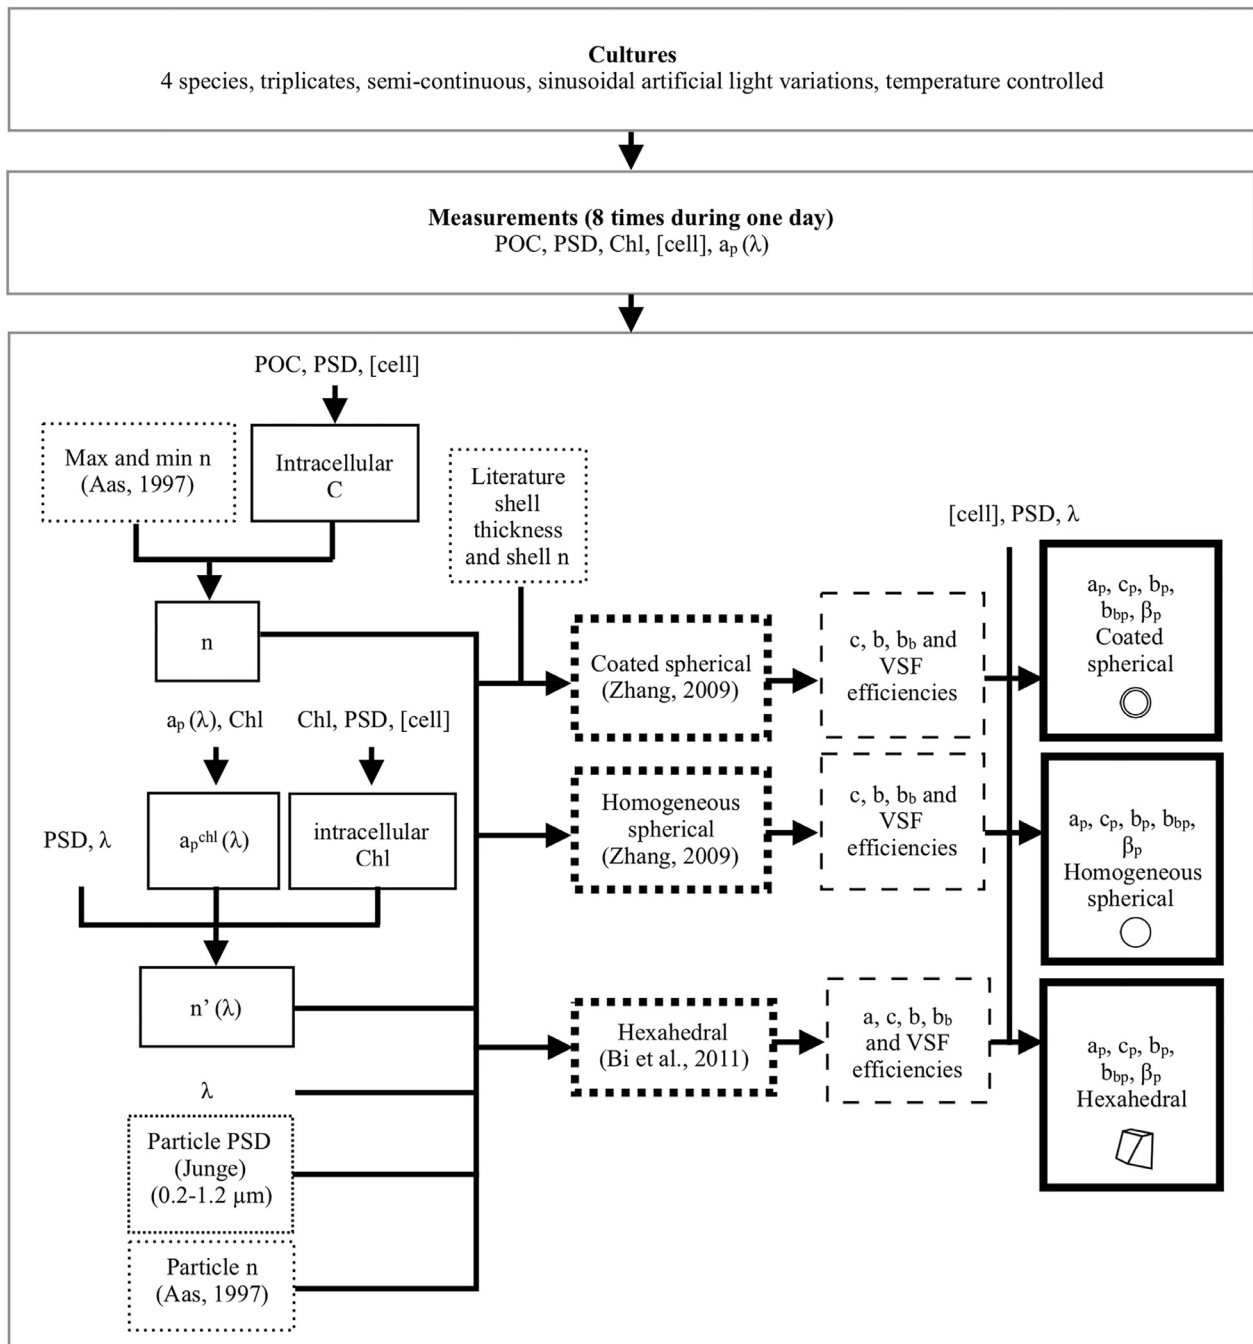 Cultures
4 species, triplicates, semi-continuous, sinusoidal artificial light variations, temperature controlled
Measurements (8 times during one day)
POC, PSD, Chl, [cell], aₚ (λ)
POC, PSD, [cell]
Max and min n
(Aas, 1997)
Intracellular
C
n
Literature
shell
thickness
and shell n
aₚ (λ), Chl
Chl, PSD, [cell]
PSD, λ
aₚᶜʰˡ (λ)
intracellular
Chl
n’ (λ)
λ
Particle PSD
(Junge)
(0.2-1.2 µm)
Particle n
(Aas, 1997)
Coated spherical
(Zhang, 2009)
Homogeneous
spherical
(Zhang, 2009)
Hexahedral
(Bi et al., 2011)
c, b, b_b and
VSF
efficiencies
c, b, b_b and
VSF
efficiencies
a, c, b, b_b
and VSF
efficiencies
[cell], PSD, λ
aₚ, cₚ, bₚ,
b_bp, βₚ
Coated
spherical
aₚ, cₚ, bₚ, b_bp,
βₚ
Homogeneous
spherical
aₚ, cₚ, bₚ,
b_bp, βₚ
Hexahedral